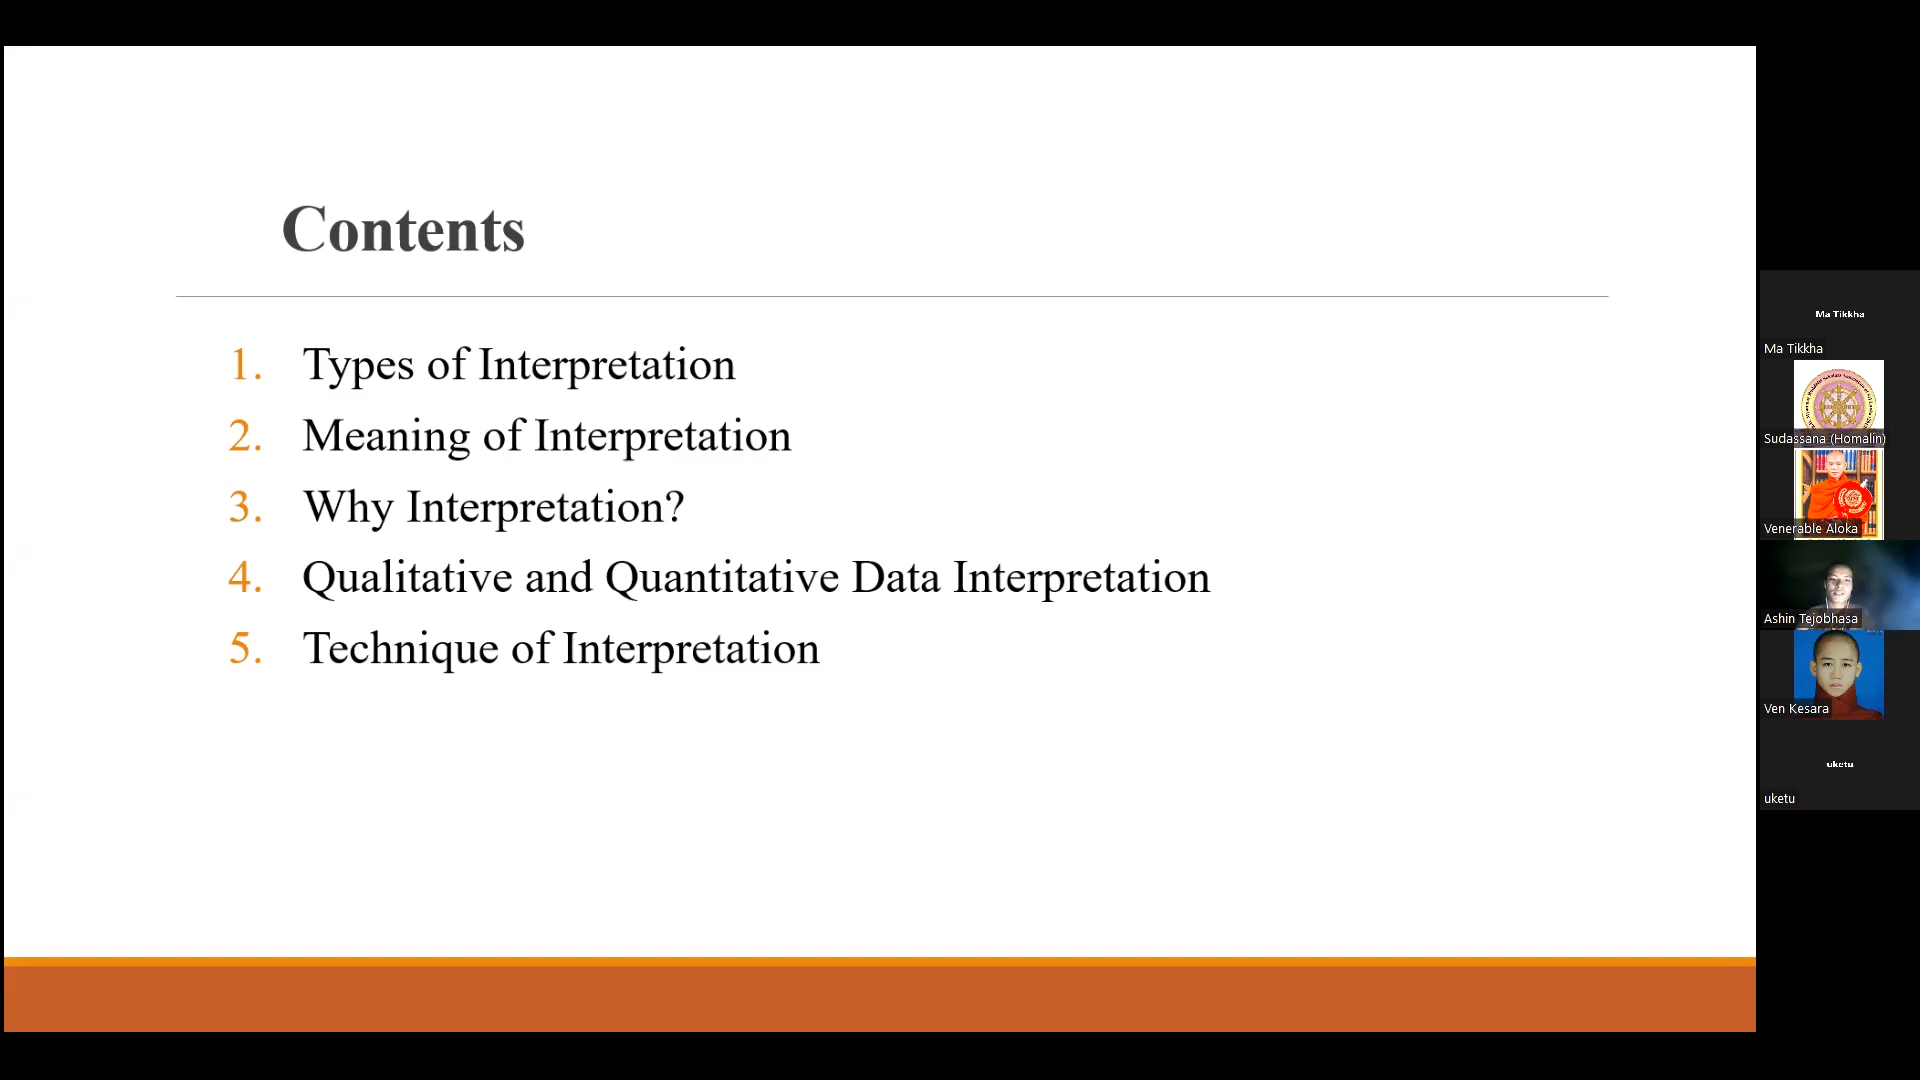 Contents
1. Types of Interpretation
2. Meaning of Interpretation
3. Why Interpretation?
4. Qualitative and Quantitative Data Interpretation
5. Technique of Interpretation
Ma Tikkha
Ma Tikkha
Sudassana (Homalin)
Venerable Aloka
Ashin Tejobhasa
Ven Kesara
uketu
uketu